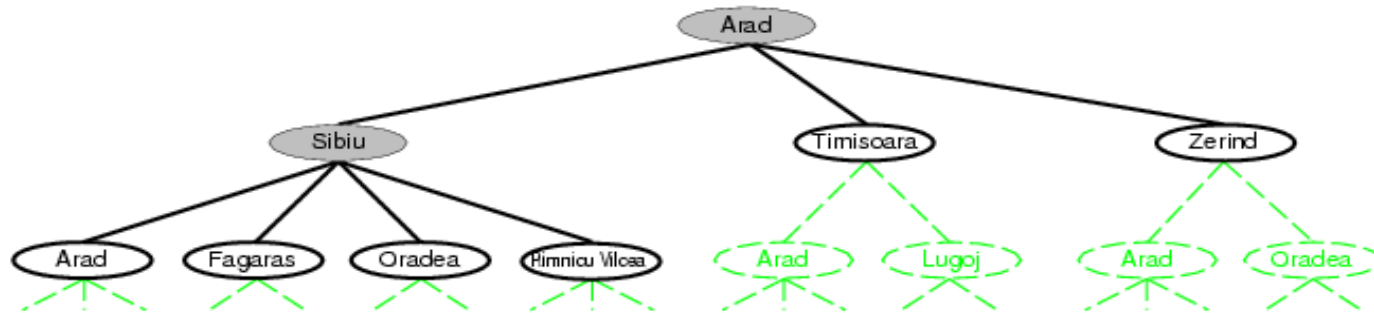 Arad
Sibiu Timisoara Zerind
Arad Fagaras Oradea Rimnicu Vilcea Arad Lugoj Arad Oradea